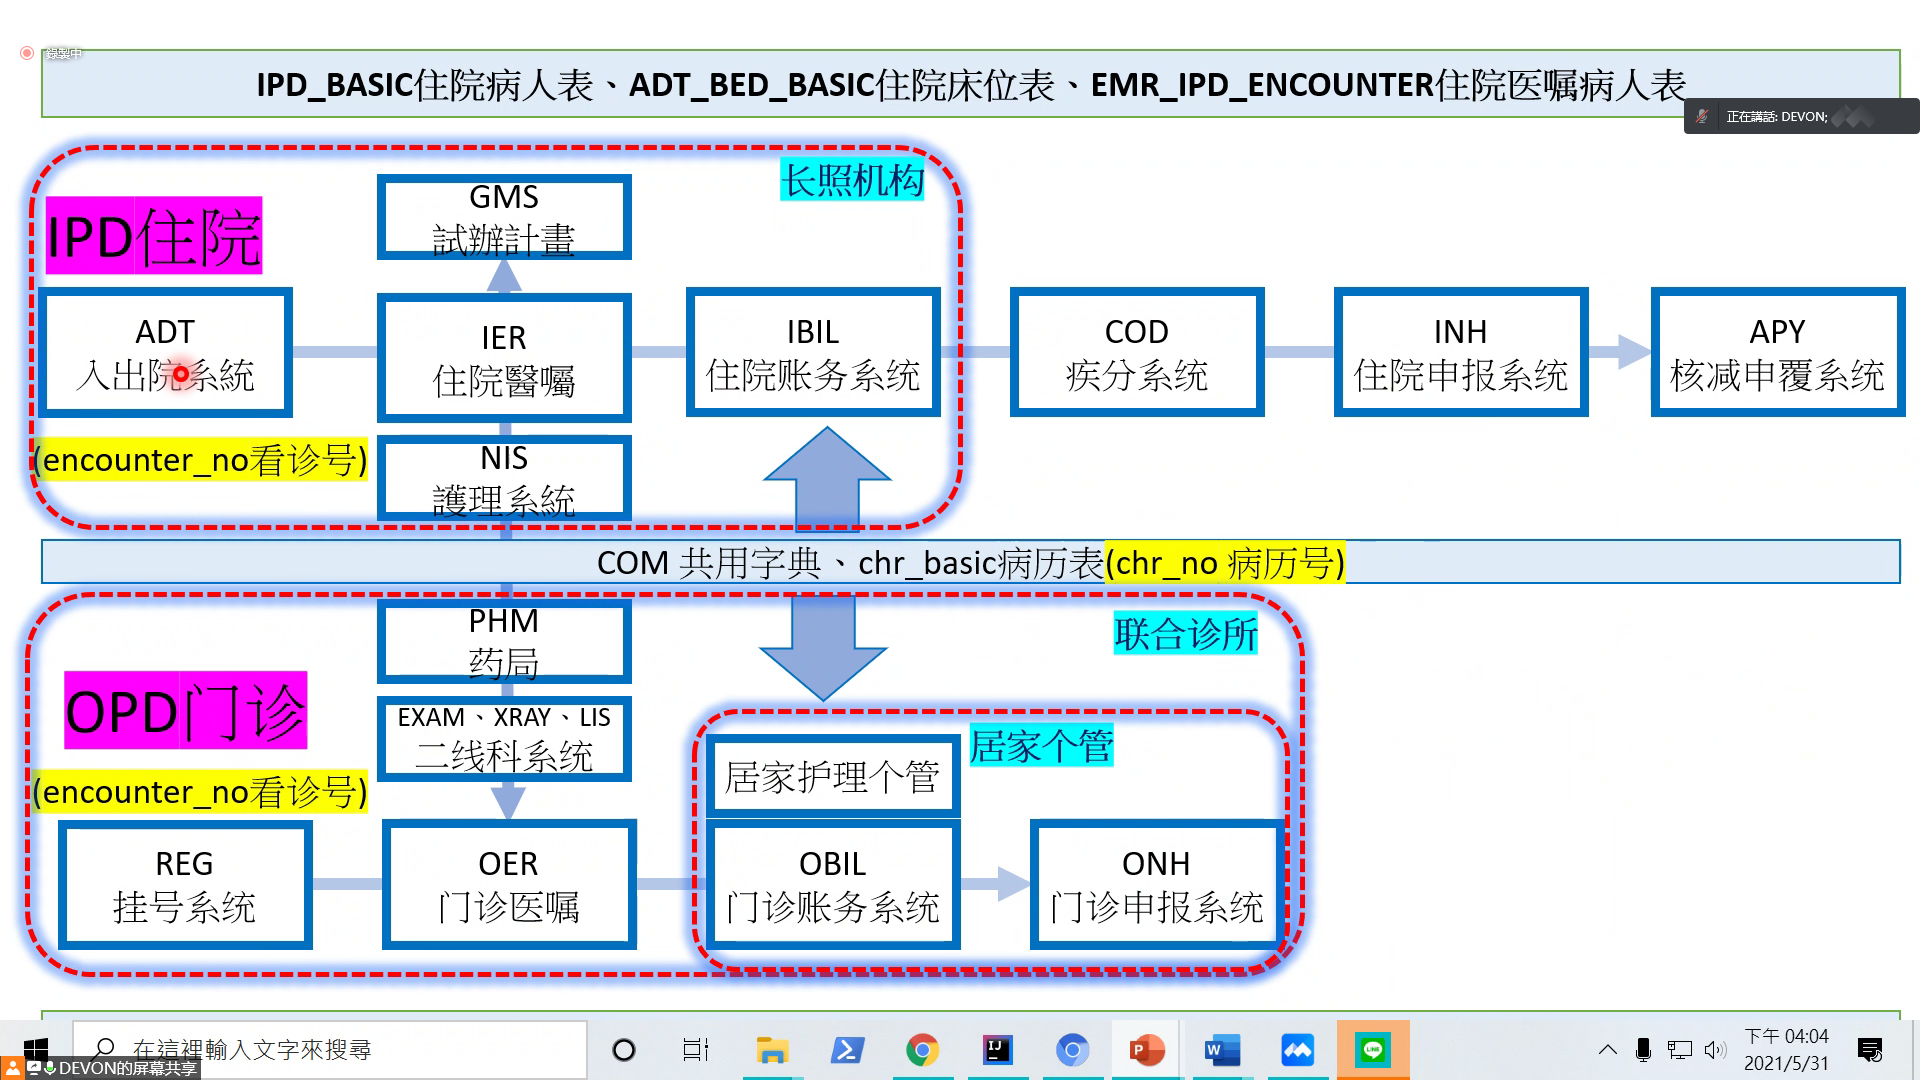 錄製中
IPD_BASIC住院病人表、ADT_BED_BASIC住院床位表、EMR_IPD_ENCOUNTER住院医嘱病人表
正在講話: DEVON;
长照机构
IPD住院
GMS
試辦計畫
ADT
入出院系統
IER
住院醫囑
IBIL
住院账务系统
COD
疾分系统
INH
住院申报系统
APY
核减申覆系统
(encounter_no看诊号)
NIS
護理系統
COM 共用字典、chr_basic病历表(chr_no 病历号)
PHM
药局
联合诊所
OPD门诊
EXAM、XRAY、LIS
二线科系统
居家个管
居家护理个管
(encounter_no看诊号)
REG
挂号系统
OER
门诊医嘱
OBIL
门诊账务系统
ONH
门诊申报系统
在這裡輸入文字來搜尋
DEVON的屏幕共享
下午 04:04
2021/5/31